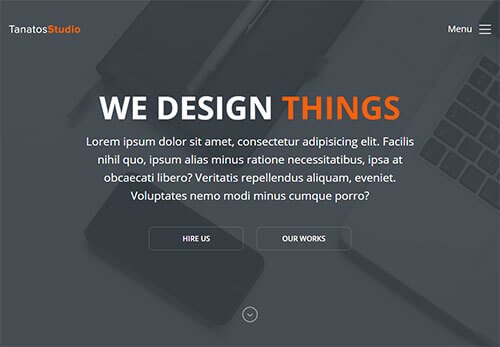 TanatosStudio
Menu
WE DESIGN THINGS
Lorem ipsum dolor sit amet, consectetur adipisicing elit. Facilis
nihil quo, ipsum alias minus ratione necessitatibus, ipsa at
obcaecati libero? Veritatis repellendus aliquam, eveniet.
Voluptates nemo modi minus cumque porro?
HIRE US
OUR WORKS